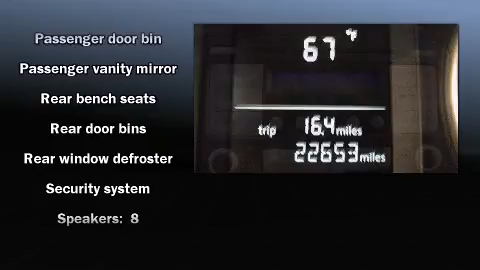 Passenger door bin
Passenger vanity mirror
Rear bench seats
Rear door bins
Rear window defroster
Security system
Speakers: 8
67 °F
trip 16.4 miles
22653 miles